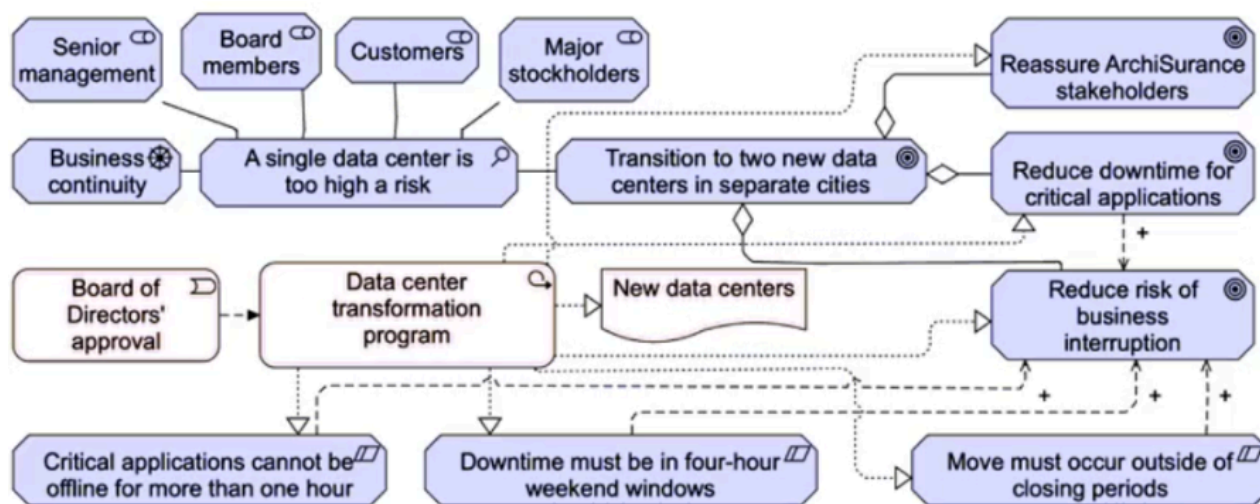 Senior
management
Board
members
Customers
Major
stockholders
Reassure ArchiSurance
stakeholders
Business
continuity
A single data center is
too high a risk
Transition to two new data
centers in separate cities
Reduce downtime for
critical applications
+
Board of
Directors'
approval
Data center
transformation
program
New data centers
Reduce risk of
business
interruption
+
+
+
Critical applications cannot be
offline for more than one hour
Downtime must be in four-hour
weekend windows
Move must occur outside of
closing periods